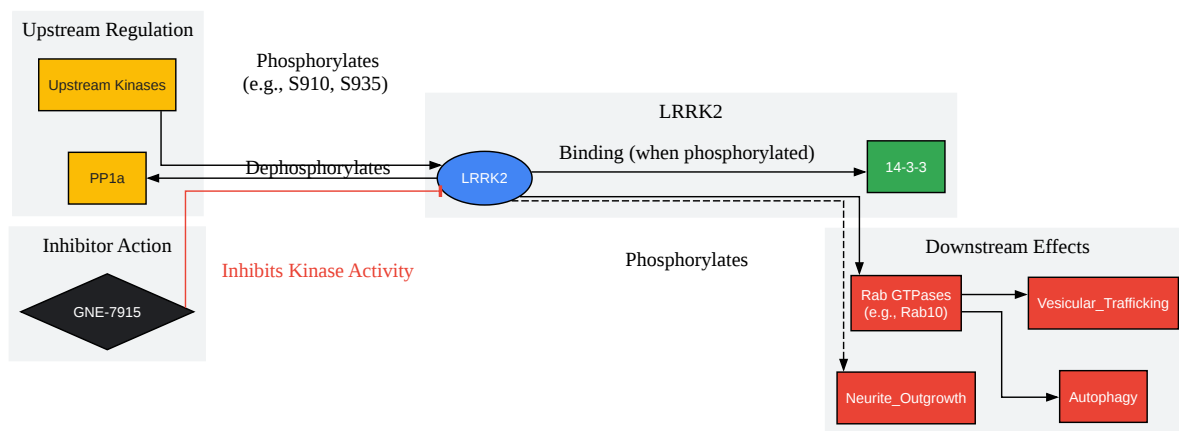 Upstream Regulation
Upstream Kinases
Phosphorylates
(e.g., S910, S935)
LRRK2
PP1a
Dephosphorylates
LRRK2
Binding (when phosphorylated)
14-3-3
Inhibitor Action
GNE-7915
Inhibits Kinase Activity
Phosphorylates
Downstream Effects
Rab GTPases
(e.g., Rab10)
Vesicular_Trafficking
Neurite_Outgrowth
Autophagy